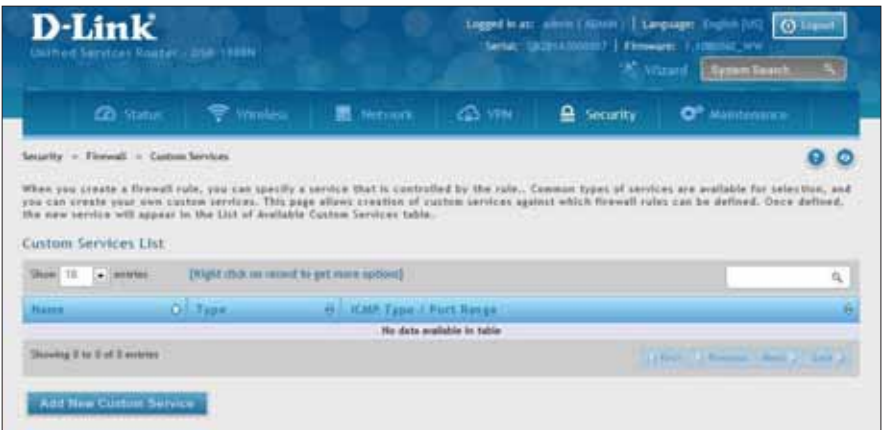 D-Link
Logged in as: admin ( ADMIN ) | Language: English [US]
Logout
Unified Services Router - DSR-1000N
Serial: | Firmware:
Wizard
System Search
Status
Wireless
Network
VPN
Security
Maintenance
Security » Firewall » Custom Services
When you create a firewall rule, you can specify a service that is controlled by the rule.. Common types of services are available for selection, and
you can create your own custom services. This page allows creation of custom services against which firewall rules can be defined. Once defined,
the new service will appear in the List of Available Custom Services table.
Custom Services List
Show 10 entries
[Right click on record to get more options]
Name
Type
ICMP Type / Port Range
No data available in table
Showing 0 to 0 of 0 entries
First
Previous
Next
Last
Add New Custom Service